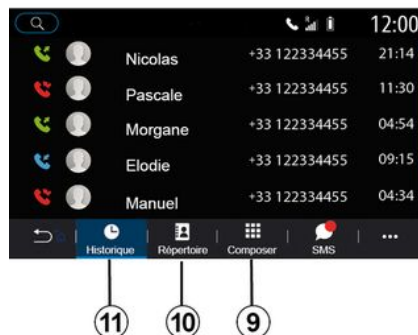 12:00
Nicolas +33 122334455 21:14
Pascale +33 122334455 11:30
Morgane +33 122334455 04:54
Elodie +33 122334455 09:15
Manuel +33 122334455 04:34
Historique Répertoire Composer SMS ...
11 10 9